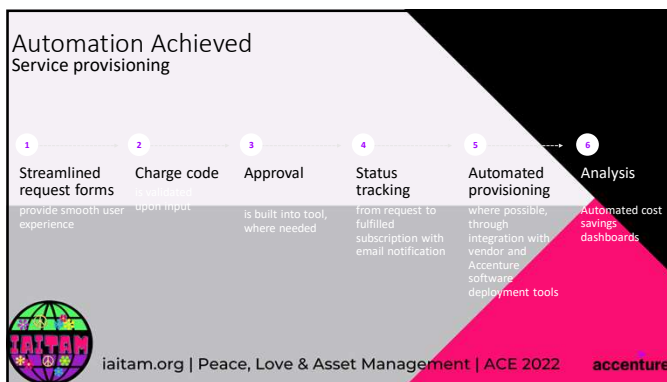 Automation Achieved
Service provisioning
1
2
3
4
5
6
Streamlined
request forms
provide smooth user
experience
Charge code
is validated
upon input
Approval
is built into tool,
where needed
Status
tracking
from request to
fulfilled
subscription with
email notification
Automated
provisioning
where possible,
through
integration with
vendor and
Accenture
software
deployment tools
Analysis
Automated cost
savings
dashboards
IAITAM
iaitam.org | Peace, Love & Asset Management | ACE 2022
accenture